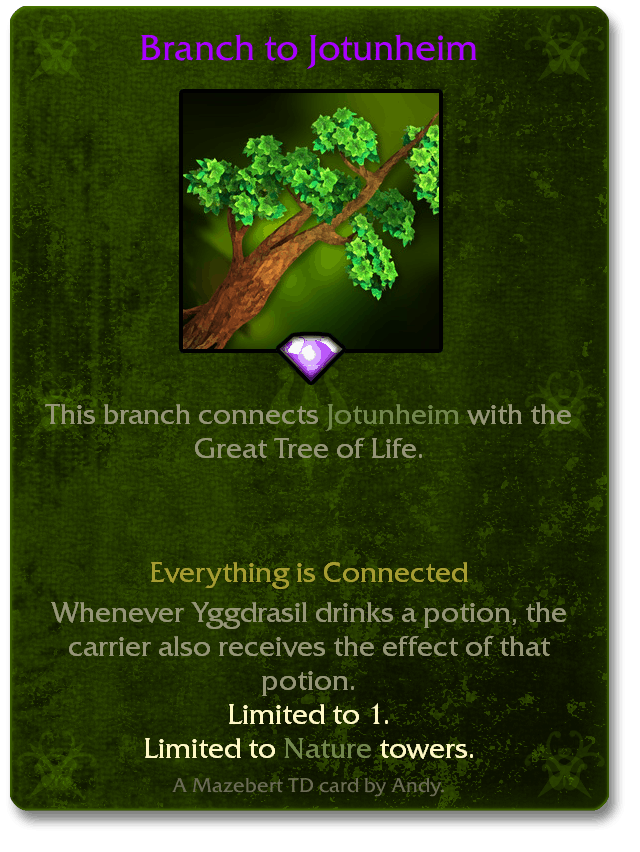 Branch to Jotunheim
This branch connects Jotunheim with the
Great Tree of Life.
Everything is Connected
Whenever Yggdrasil drinks a potion, the
carrier also receives the effect of that
potion.
Limited to 1.
Limited to Nature towers.
A Mazebert TD card by Andy.